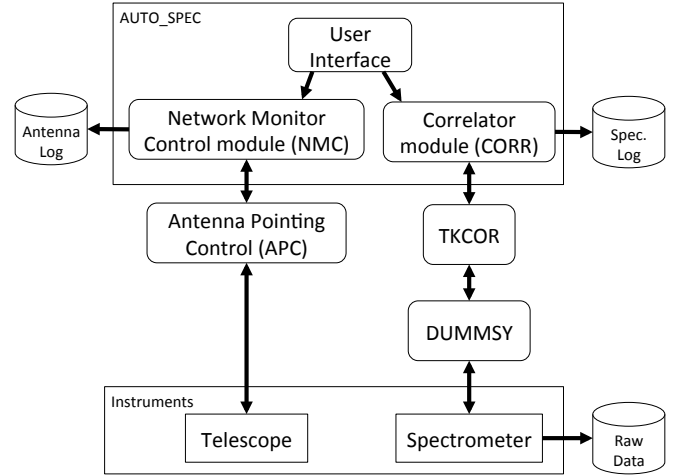 AUTO_SPEC
User
Interface
Antenna
Log
Network Monitor
Control module (NMC)
Correlator
module (CORR)
Spec.
Log
Antenna Pointing
Control (APC)
TKCOR
DUMMSY
Instruments
Telescope
Spectrometer
Raw
Data